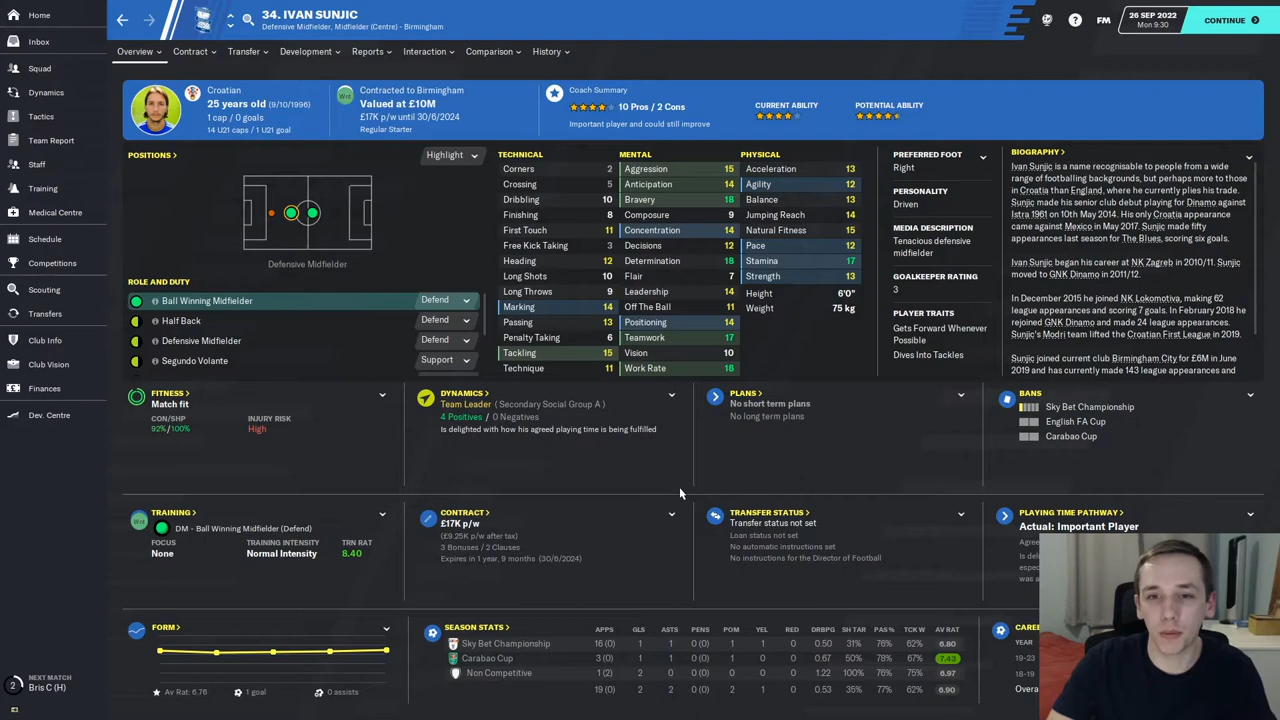 Home
Inbox
Squad
Dynamics
Tactics
Team Report
Staff
Training
Medical Centre
Schedule
Competitions
Scouting
Transfers
Club Info
Club Vision
Finances
Dev. Centre
NEXT MATCH
2 Bris C (H)
34. IVAN SUNJIC
Defensive Midfielder, Midfielder (Centre) - Birmingham
FM
26 SEP 2022
Mon 9:30
CONTINUE
Overview Contract Transfer Development Reports Interaction Comparison History
Croatian
25 years old (9/10/1996)
1 cap / 0 goals
14 U21 caps / 1 U21 goal
Wnt
Contracted to Birmingham
Valued at £10M
£17K p/w until 30/6/2024
Regular Starter
Coach Summary
10 Pros / 2 Cons
Important player and could still improve
CURRENT ABILITY
POTENTIAL ABILITY
POSITIONS
Highlight
Defensive Midfielder
ROLE AND DUTY
Ball Winning Midfielder Defend
Half Back Defend
Defensive Midfielder Defend
Segundo Volante Support
TECHNICAL
Corners 2
Crossing 5
Dribbling 10
Finishing 8
First Touch 11
Free Kick Taking 3
Heading 12
Long Shots 10
Long Throws 9
Marking 14
Passing 13
Penalty Taking 6
Tackling 15
Technique 11
MENTAL
Aggression 15
Anticipation 14
Bravery 18
Composure 9
Concentration 14
Decisions 12
Determination 18
Flair 7
Leadership 14
Off The Ball 11
Positioning 14
Teamwork 17
Vision 10
Work Rate 18
PHYSICAL
Acceleration 13
Agility 12
Balance 13
Jumping Reach 14
Natural Fitness 15
Pace 12
Stamina 17
Strength 13
Height 6'0"
Weight 75 kg
PREFERRED FOOT
Right
PERSONALITY
Driven
MEDIA DESCRIPTION
Tenacious defensive
midfielder
GOALKEEPER RATING
3
PLAYER TRAITS
Gets Forward Whenever
Possible
Dives Into Tackles
BIOGRAPHY
Ivan Sunjic is a name recognisable to people from a wide
range of footballing backgrounds, but perhaps more to those
in Croatia than England, where he currently plies his trade.
Sunjic made his senior club debut playing for Dinamo against
Istra 1961 on 10th May 2014. His only Croatia appearance
came against Mexico in May 2017. Sunjic made fifty
appearances last season for The Blues, scoring six goals.
Ivan Sunjic began his career at NK Zagreb in 2010/11. Sunjic
moved to GNK Dinamo in 2011/12.
In December 2015 he joined NK Lokomotiva, making 62
league appearances and scoring 7 goals. In February 2018 he
rejoined GNK Dinamo and made 24 league appearances.
Sunjic's Modri team lifted the Croatian First League in 2019.
Sunjic joined current club Birmingham City for £6M in June
2019 and has currently made 143 league appearances and
FITNESS
Match fit
CON/SHP
92%/100%
INJURY RISK
High
DYNAMICS
Team Leader ( Secondary Social Group A )
4 Positives / 0 Negatives
Is delighted with how his agreed playing time is being fulfilled
PLANS
No short term plans
No long term plans
BANS
Sky Bet Championship
English FA Cup
Carabao Cup
TRAINING
Wnt
DM - Ball Winning Midfielder (Defend)
FOCUS
None
TRAINING INTENSITY
Normal Intensity
TRN RAT
8.40
CONTRACT
£17K p/w
(£9.25K p/w after tax)
3 Bonuses / 2 Clauses
Expires in 1 year, 9 months (30/6/2024)
TRANSFER STATUS
Transfer status not set
Loan status not set
No automatic instructions set
No instructions for the Director of Football
PLAYING TIME PATHWAY
Actual: Important Player
FORM
Av Rat: 6.76 1 goal 0 assists
SEASON STATS APPS GLS ASTS PENS POM YEL RED DRBPG SH TAR PAS % TCK W AV RAT
Sky Bet Championship 16 (0) 1 1 0 (0) 1 1 0 0.50 31% 76% 62% 6.80
Carabao Cup 3 (0) 1 1 0 (0) 1 0 0 0.67 50% 78% 67% 7.43
Non Competitive 1 (2) 2 0 0 (0) 0 0 0 1.22 100% 76% 75% 6.97
19 (0) 2 2 0 (0) 2 1 0 0.53 35% 77% 62% 6.90
YEAR
19-23
18-19